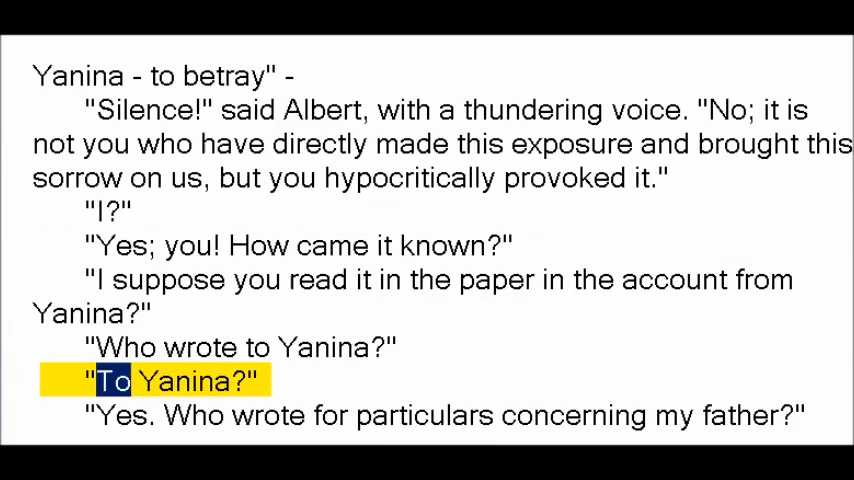 Yanina - to betray" -
"Silence!" said Albert, with a thundering voice. "No; it is
not you who have directly made this exposure and brought this
sorrow on us, but you hypocritically provoked it."
"I?"
"Yes; you! How came it known?"
"I suppose you read it in the paper in the account from
Yanina?"
"Who wrote to Yanina?"
"To Yanina?"
"Yes. Who wrote for particulars concerning my father?"